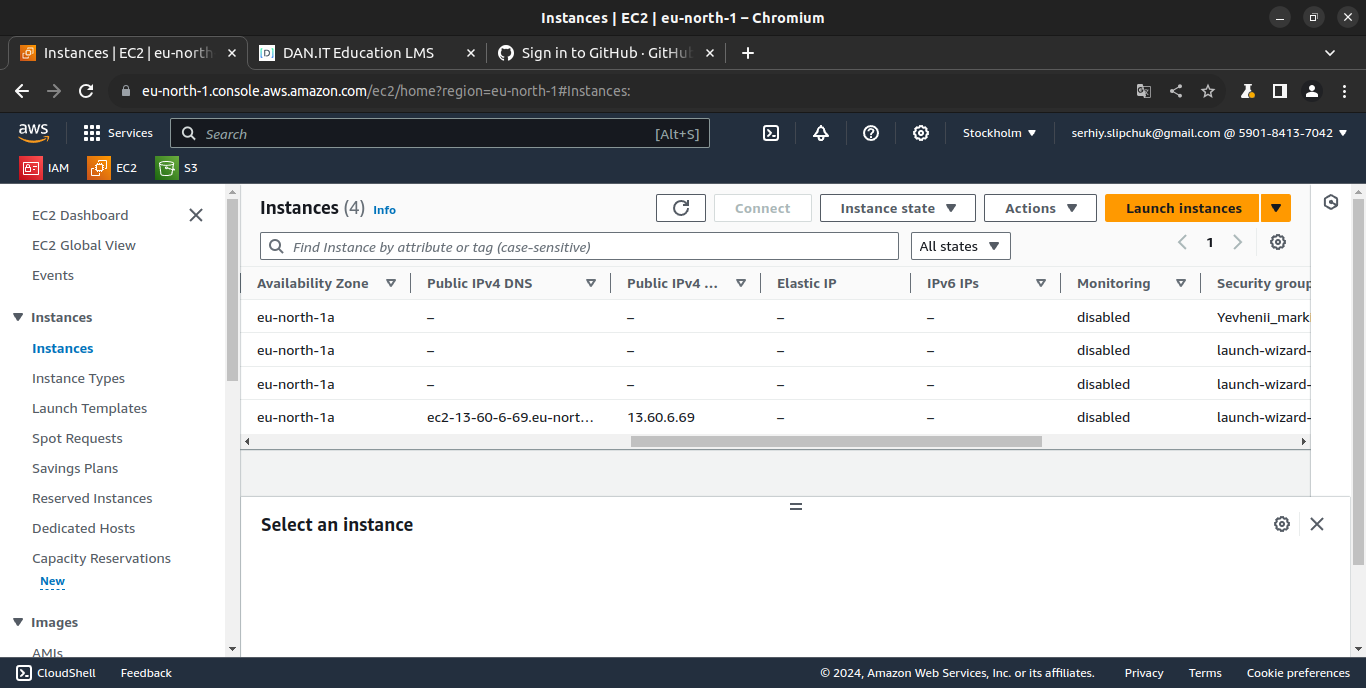 Instances | EC2 | eu-north-1 – Chromium
Instances | EC2 | eu-north
DAN.IT Education LMS
Sign in to GitHub · GitHu
eu-north-1.console.aws.amazon.com/ec2/home?region=eu-north-1#Instances:
aws Services Search [Alt+S] Stockholm serhiy.slipchuk@gmail.com @ 5901-8413-7042
IAM EC2 S3
EC2 Dashboard
EC2 Global View
Events
Instances
Instances
Instance Types
Launch Templates
Spot Requests
Savings Plans
Reserved Instances
Dedicated Hosts
Capacity Reservations
New
Images
AMIs
Instances (4) Info Connect Instance state Actions Launch instances
Find Instance by attribute or tag (case-sensitive) All states 1
Availability Zone Public IPv4 DNS Public IPv4 ... Elastic IP IPv6 IPs Monitoring Security group
eu-north-1a – – – – disabled Yevhenii_mark
eu-north-1a – – – – disabled launch-wizard-
eu-north-1a – – – – disabled launch-wizard-
eu-north-1a ec2-13-60-6-69.eu-nort... 13.60.6.69 – – disabled launch-wizard-
Select an instance
CloudShell Feedback © 2024, Amazon Web Services, Inc. or its affiliates. Privacy Terms Cookie preferences